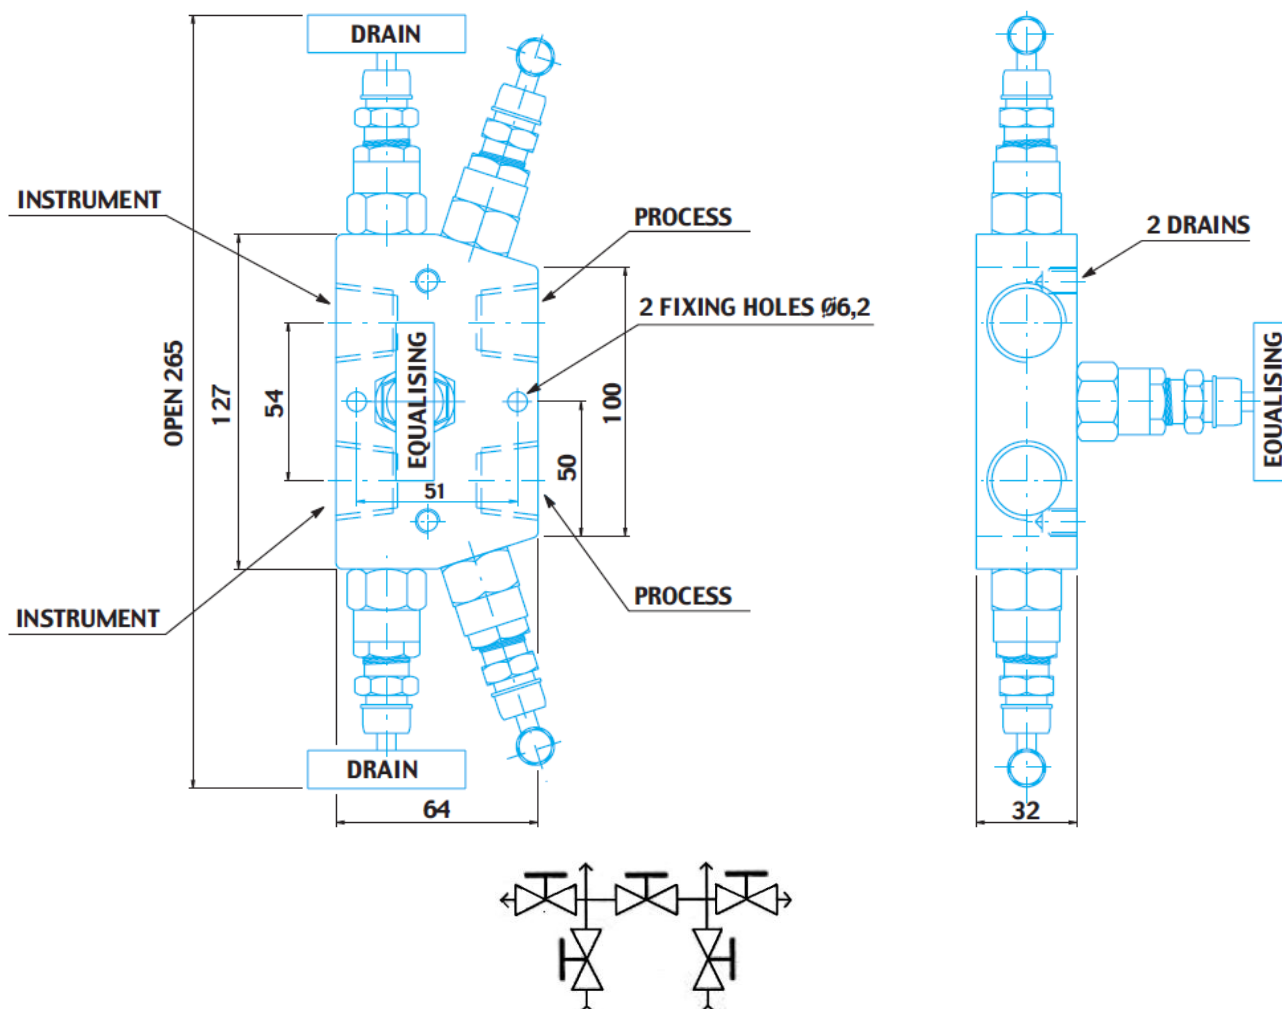 DRAIN
INSTRUMENT
PROCESS
2 DRAINS
2 FIXING HOLES Ø6,2
OPEN 265
127
54
EQUALISING
100
50
51
EQUALISING
INSTRUMENT
PROCESS
DRAIN
64
32